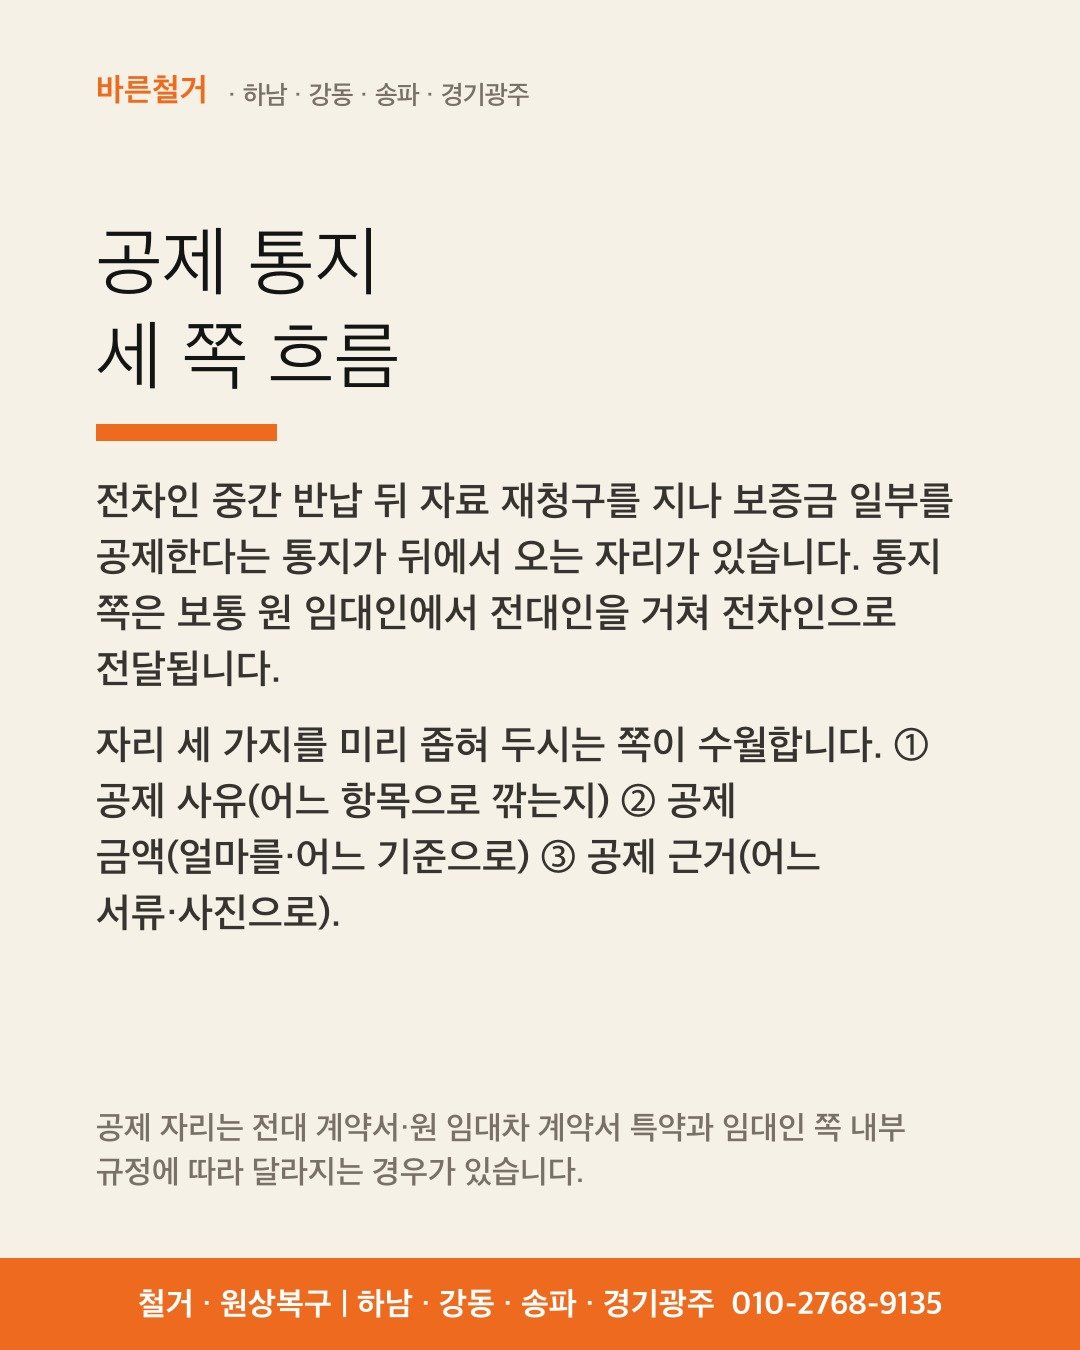 바른철거 · 하남 · 강동 · 송파 · 경기광주
공제 통지
세 쪽 흐름
전차인 중간 반납 뒤 자료 재청구를 지나 보증금 일부를
공제한다는 통지가 뒤에서 오는 자리가 있습니다. 통지
쪽은 보통 원 임대인에서 전대인을 거쳐 전차인으로
전달됩니다.
자리 세 가지를 미리 좁혀 두시는 쪽이 수월합니다. ①
공제 사유(어느 항목으로 깎는지) ② 공제
금액(얼마를·어느 기준으로) ③ 공제 근거(어느
서류·사진으로).
공제 자리는 전대 계약서·원 임대차 계약서 특약과 임대인 쪽 내부
규정에 따라 달라지는 경우가 있습니다.
철거 · 원상복구 | 하남 · 강동 · 송파 · 경기광주 010-2768-9135